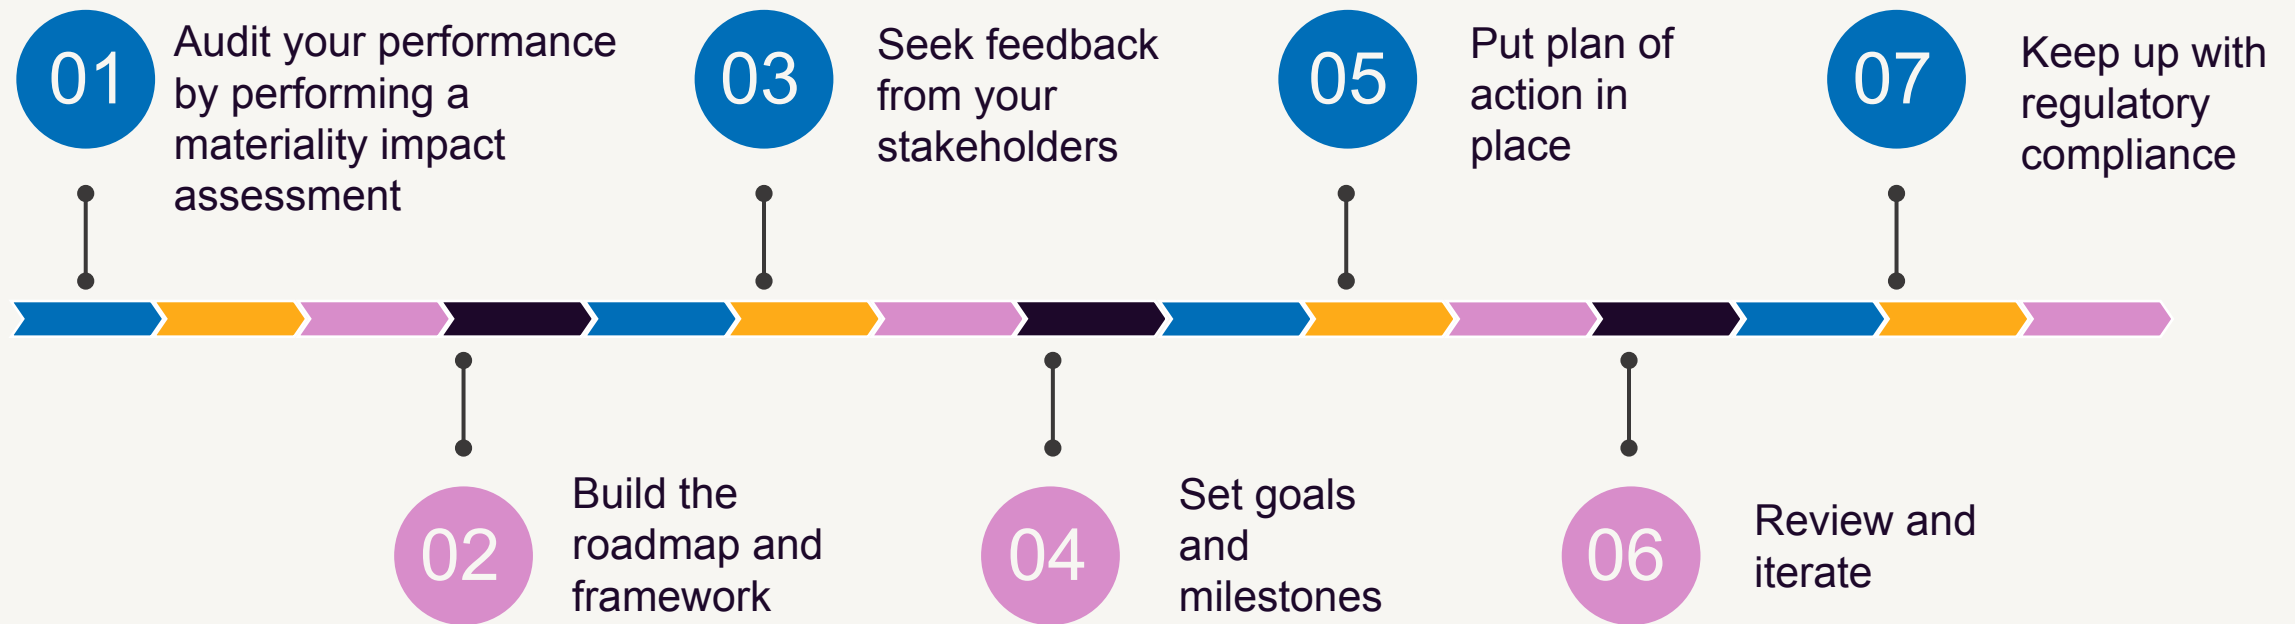 01
Audit your performance
by performing a
materiality impact
assessment
02
Build the
roadmap and
framework
03
Seek feedback
from your
stakeholders
04
Set goals
and
milestones
05
Put plan of
action in
place
06
Review and
iterate
07
Keep up with
regulatory
compliance